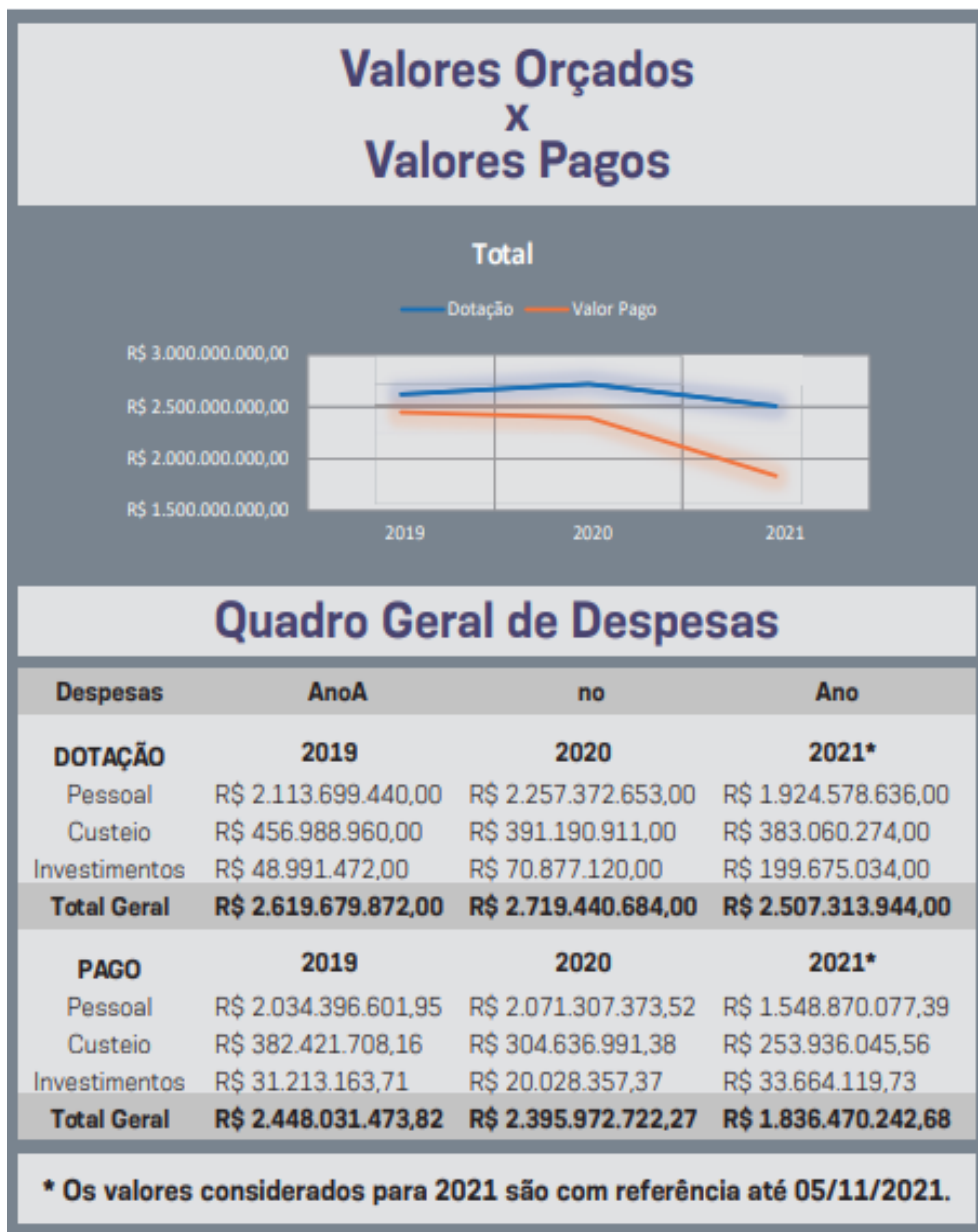 Valores Orçados
x
Valores Pagos
Total
Dotação Valor Pago
R$ 3.000.000.000,00
R$ 2.500.000.000,00
R$ 2.000.000.000,00
R$ 1.500.000.000,00
2019 2020 2021
Quadro Geral de Despesas
Despesas AnoA no Ano
DOTAÇÃO 2019 2020 2021*
Pessoal R$ 2.113.699.440,00 R$ 2.257.372.653,00 R$ 1.924.578.636,00
Custeio R$ 456.988.960,00 R$ 391.190.911,00 R$ 383.060.274,00
Investimentos R$ 48.991.472,00 R$ 70.877.120,00 R$ 199.675.034,00
Total Geral R$ 2.619.679.872,00 R$ 2.719.440.684,00 R$ 2.507.313.944,00
PAGO 2019 2020 2021*
Pessoal R$ 2.034.396.601,95 R$ 2.071.307.373,52 R$ 1.548.870.077,39
Custeio R$ 382.421.708,16 R$ 304.636.991,38 R$ 253.936.045,56
Investimentos R$ 31.213.163,71 R$ 20.028.357,37 R$ 33.664.119,73
Total Geral R$ 2.448.031.473,82 R$ 2.395.972.722,27 R$ 1.836.470.242,68
* Os valores considerados para 2021 são com referência até 05/11/2021.